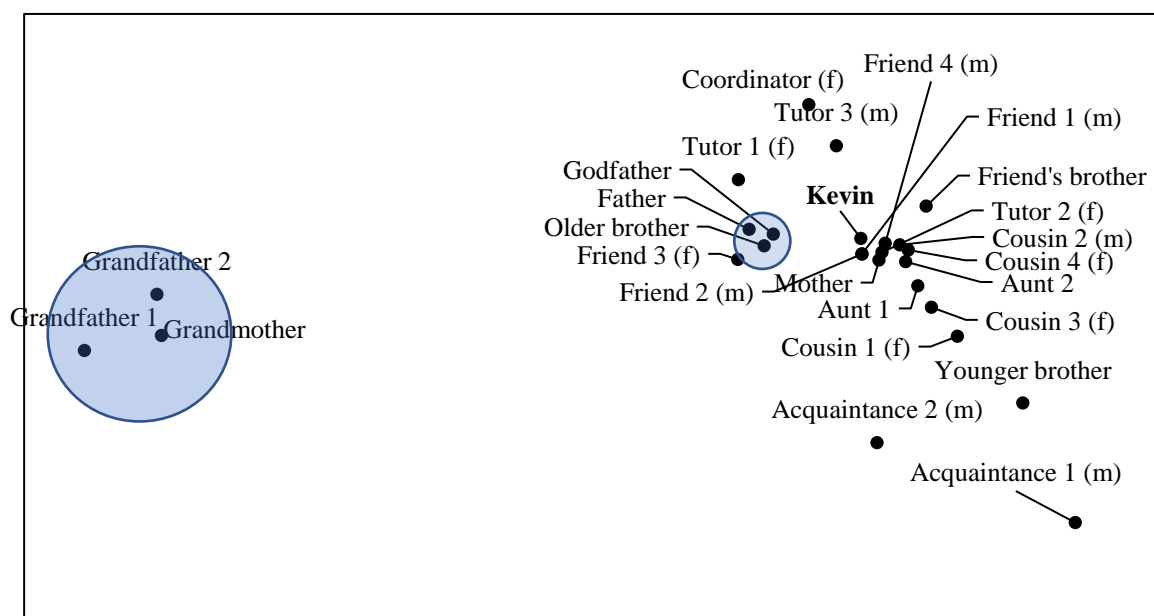 Friend 4 (m)
Coordinator (f)
Tutor 3 (m)
Friend 1 (m)
Tutor 1 (f)
Godfather
Friend's brother
Father
Kevin
Tutor 2 (f)
Older brother
Cousin 2 (m)
Friend 3 (f)
Cousin 4 (f)
Grandfather 2
Mother
Aunt 2
Friend 2 (m)
Aunt 1
Grandfather 1
Cousin 3 (f)
Grandmother
Cousin 1 (f)
Younger brother
Acquaintance 2 (m)
Acquaintance 1 (m)